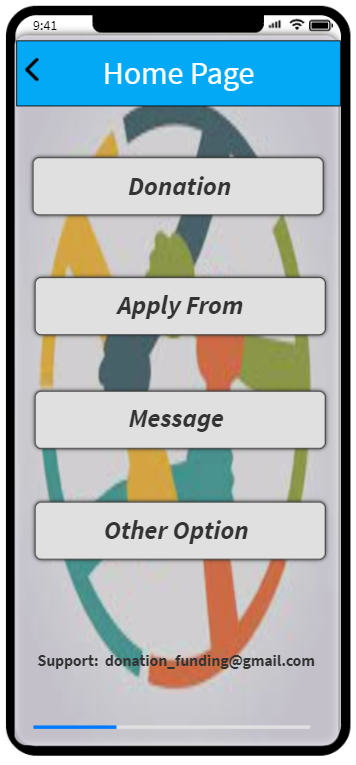 9:41
Home Page
Donation
Apply From
Message
Other Option
Support: donation_funding@gmail.com